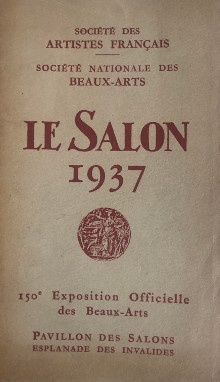 SOCIÉTÉ DES
ARTISTES FRANÇAIS
SOCIÉTÉ NATIONALE DES
BEAUX-ARTS
LE SALON
1937
150e Exposition Officielle
des Beaux-Arts
PAVILLON DES SALONS
ESPLANADE DES INVALIDES